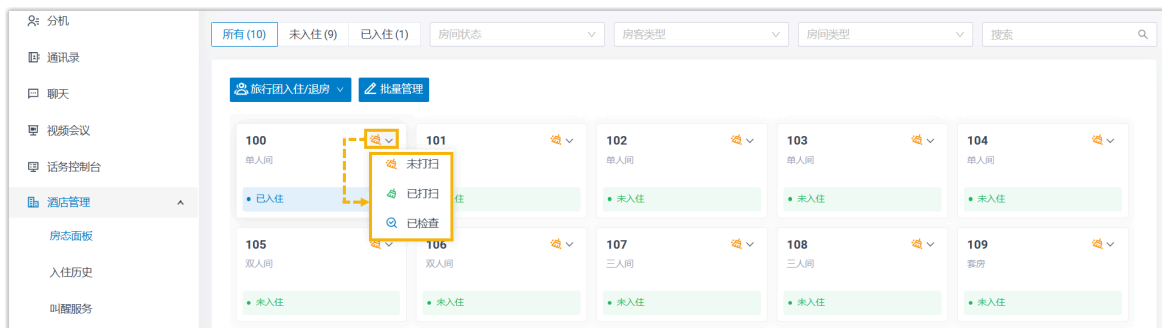 分机
通讯录
聊天
视频会议
话务控制台
酒店管理
房态面板
入住历史
叫醒服务
所有 (10) 未入住 (9) 已入住 (1) 房间状态 房客类型 房间类型 搜索
旅行团入住/退房 批量管理
100 101 102 103 104
单人间 单人间 单人间 单人间
未打扫
已打扫
已检查
已入住 住 未入住 未入住 未入住
105 106 107 108 109
双人间 双人间 三人间 三人间 套房
未入住 未入住 未入住 未入住 未入住